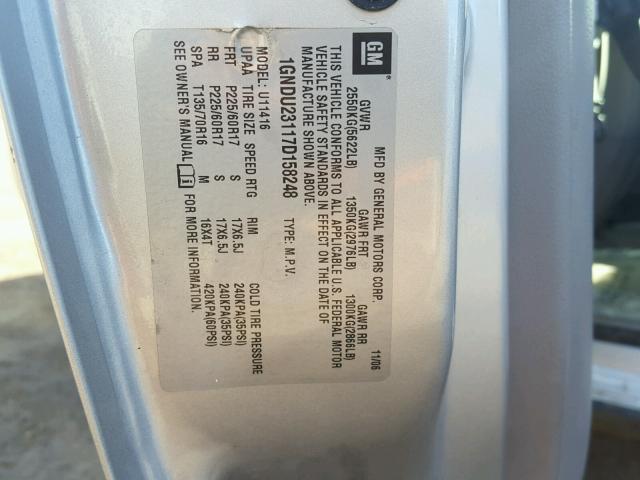 GM
MFD BY GENERAL MOTORS CORP. 11/06
GVWR GAWR FRT GAWR RR
2550KG(5622LB) 1350KG(2976LB) 1300KG(2866LB)
THIS VEHICLE CONFORMS TO ALL APPLICABLE U.S. FEDERAL MOTOR
VEHICLE SAFETY STANDARDS IN EFFECT ON THE DATE OF
MANUFACTURE SHOWN ABOVE.
1GNDU23117D158248 TYPE: M.P.V.
MODEL: U11416
UPAA TIRE SIZE SPEED RTG RIM COLD TIRE PRESSURE
FRT P225/60R17 S 17X6.5J 240KPA(35PSI)
RR P225/60R17 S 17X6.5J 240KPA(35PSI)
SPA T135/70R16 M 16X4T 420KPA(60PSI)
SEE OWNER'S MANUAL FOR MORE INFORMATION.